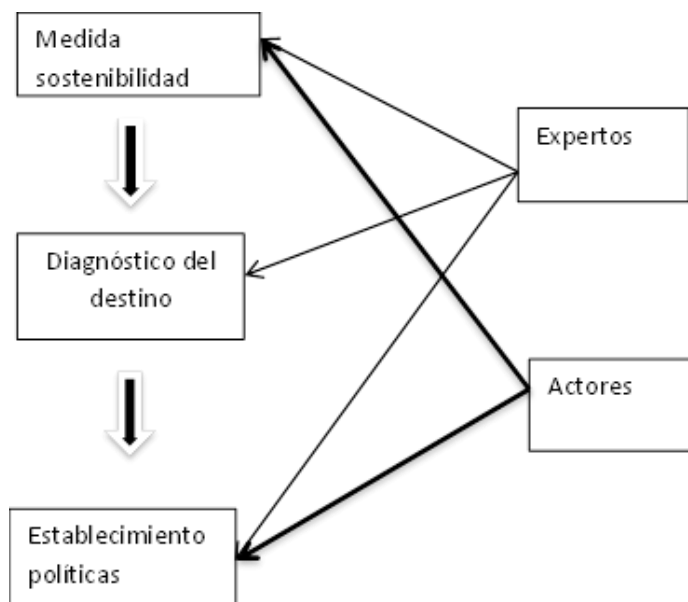 Medida
sostenibilidad
Expertos
Diagnóstico del
destino
Actores
Establecimiento
políticas